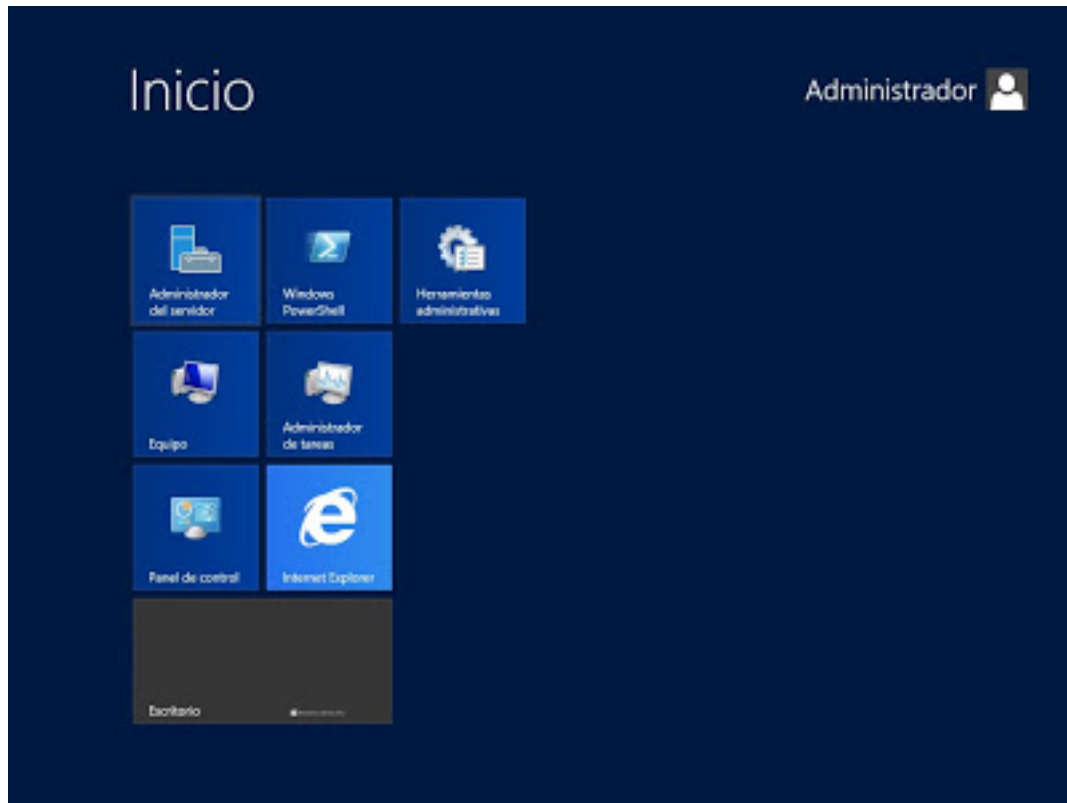 Inicio
Administrador
Administrador
del servidor
Windows
PowerShell
Herramientas
administrativas
Equipo
Administrador
de tareas
Panel de control
Internet Explorer
Escritorio